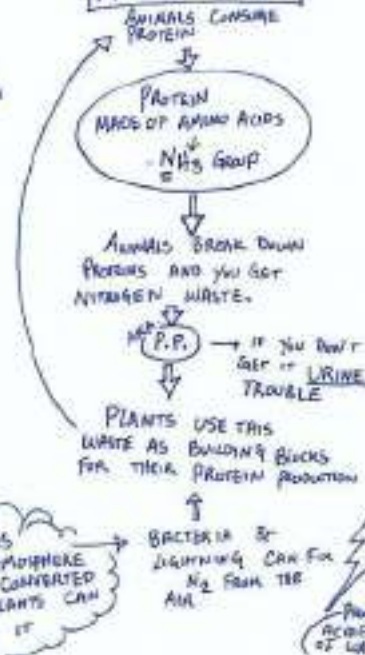 ANIMALS CONSUME
PROTEIN
PROTEIN
MADE OF AMINO ACIDS
NH3 GROUP
ANIMALS BREAK DOWN
PROTEINS AND YOU GET
NITROGEN WASTE.
P.P.
→ IF YOU DON'T
GET IT URINE
TROUBLE
PLANTS USE THIS
WASTE AS BUILDING BLOCKS
FOR THEIR PROTEIN PRODUCTION
BACTERIA &
LIGHTNING CAN FIX
N2 FROM THE
AIR
MOSPHERE
CONVERTED
LANTS CAN
IT